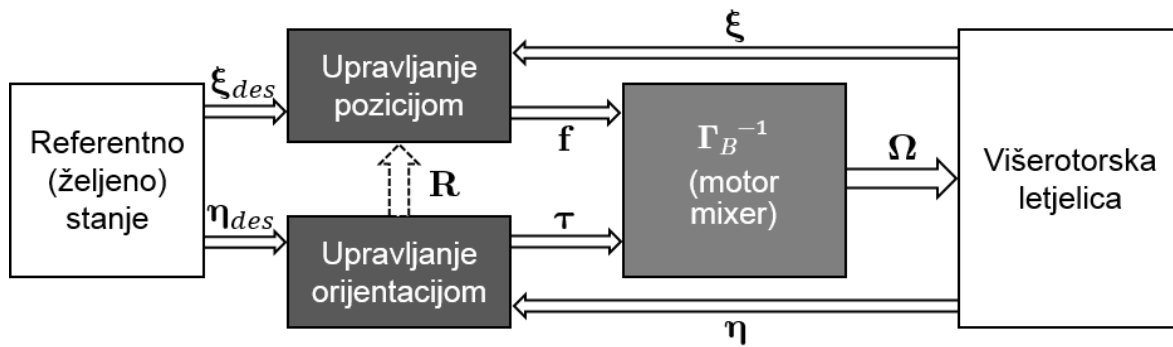 Referentno
(željeno)
stanje
ξ_des
η_des
Upravljanje
pozicijom
R
Upravljanje
orijentacijom
ξ
f
τ
η
Γ_B⁻¹
(motor
mixer)
Ω
Višerotorska
letjelica